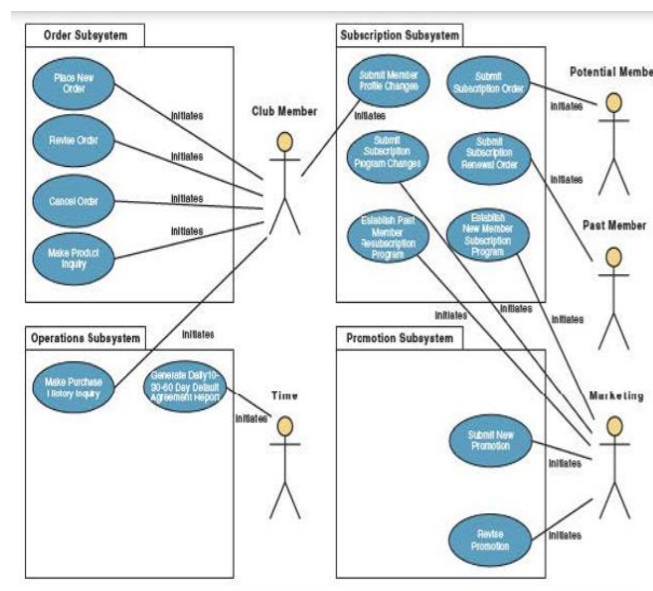 Order Subsystem
Place New
Order
Revise Order
Cancel Order
Make Product
Inquiry
initiates
initiates
initiates
initiates
Club Member
Subscription Subsystem
Submit Member
Profile Changes
Submit
Subscription Order
initiates
Submit
Subscription
Program Changes
Submit
Subscription
Renewal Order
Establish Past
Member
Resubscription
Program
Establish
New Member
Subscription
Program
Potential Membe
initiates
initiates
Past Member
initiates
initiates
initiates
initiates
Operations Subsystem
Make Purchase
Inquiry
Generate Daily10-
30-60 Day Default
Agreement Report
Time
initiates
Promotion Subsystem
Marketing
Submit New
Promotion
initiates
Revise
Promotion
initiates